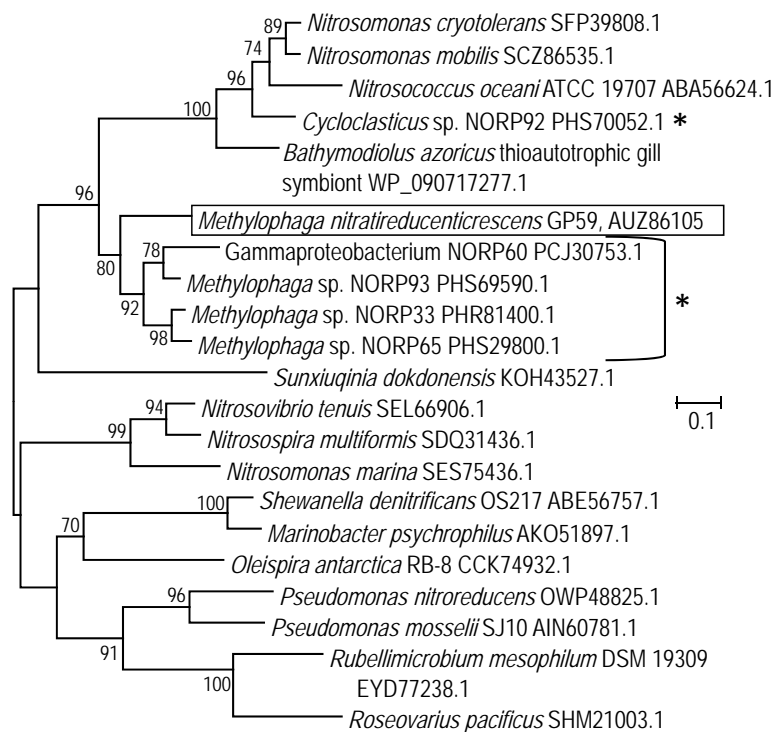 89 Nitrosomonas cryotolerans SFP39808.1
74 Nitrosomonas mobilis SCZ86535.1
96 Nitrosococcus oceani ATCC 19707 ABA56624.1
100 Cycloclasticus sp. NORP92 PHS70052.1 *
Bathymodiolus azoricus thioautotrophic gill
symbiont WP_090717277.1
96
Methylophaga nitratireducenticrescens GP59, AUZ86105
80 78 Gammaproteobacterium NORP60 PCJ30753.1
Methylophaga sp. NORP93 PHS69590.1
92 Methylophaga sp. NORP33 PHR81400.1 *
98 Methylophaga sp. NORP65 PHS29800.1
Sunxiuqinia dokdonensis KOH43527.1
94 Nitrosovibrio tenuis SEL66906.1
0.1
99 Nitrosospira multiformis SDQ31436.1
Nitrosomonas marina SES75436.1
100 Shewanella denitrificans OS217 ABE56757.1
70 Marinobacter psychrophilus AKO51897.1
Oleispira antarctica RB-8 CCK74932.1
96 Pseudomonas nitroreducens OWP48825.1
Pseudomonas mosselii SJ10 AIN60781.1
91 Rubellimicrobium mesophilum DSM 19309
100 EYD77238.1
Roseovarius pacificus SHM21003.1